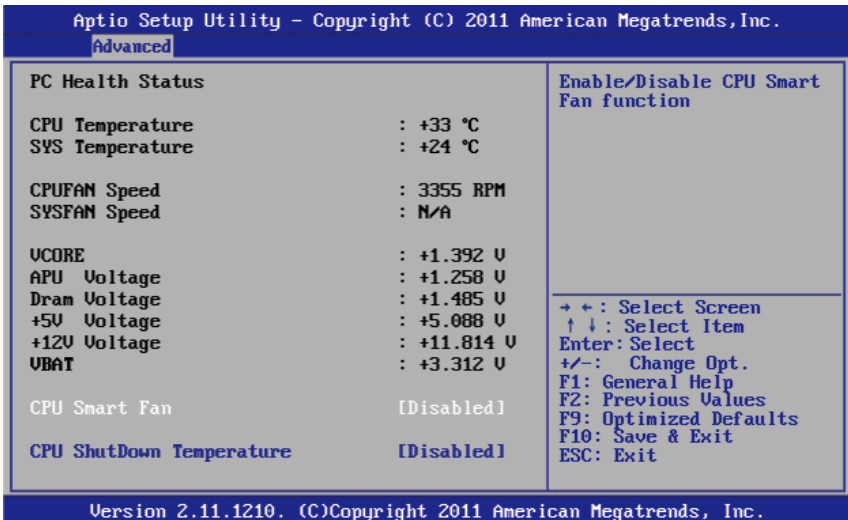 Aptio Setup Utility – Copyright (C) 2011 American Megatrends,Inc.
Advanced
PC Health Status
CPU Temperature : +33 °C
SYS Temperature : +24 °C
CPUFAN Speed : 3355 RPM
SYSFAN Speed : N/A
VCORE : +1.392 V
APU Voltage : +1.258 V
Dram Voltage : +1.485 V
+5V Voltage : +5.088 V
+12V Voltage : +11.814 V
VBAT : +3.312 V
CPU Smart Fan [Disabled]
CPU ShutDown Temperature [Disabled]
Enable/Disable CPU Smart
Fan function
→ ←: Select Screen
↑ ↓: Select Item
Enter: Select
+/-: Change Opt.
F1: General Help
F2: Previous Values
F9: Optimized Defaults
F10: Save & Exit
ESC: Exit
Version 2.11.1210. (C)Copyright 2011 American Megatrends, Inc.